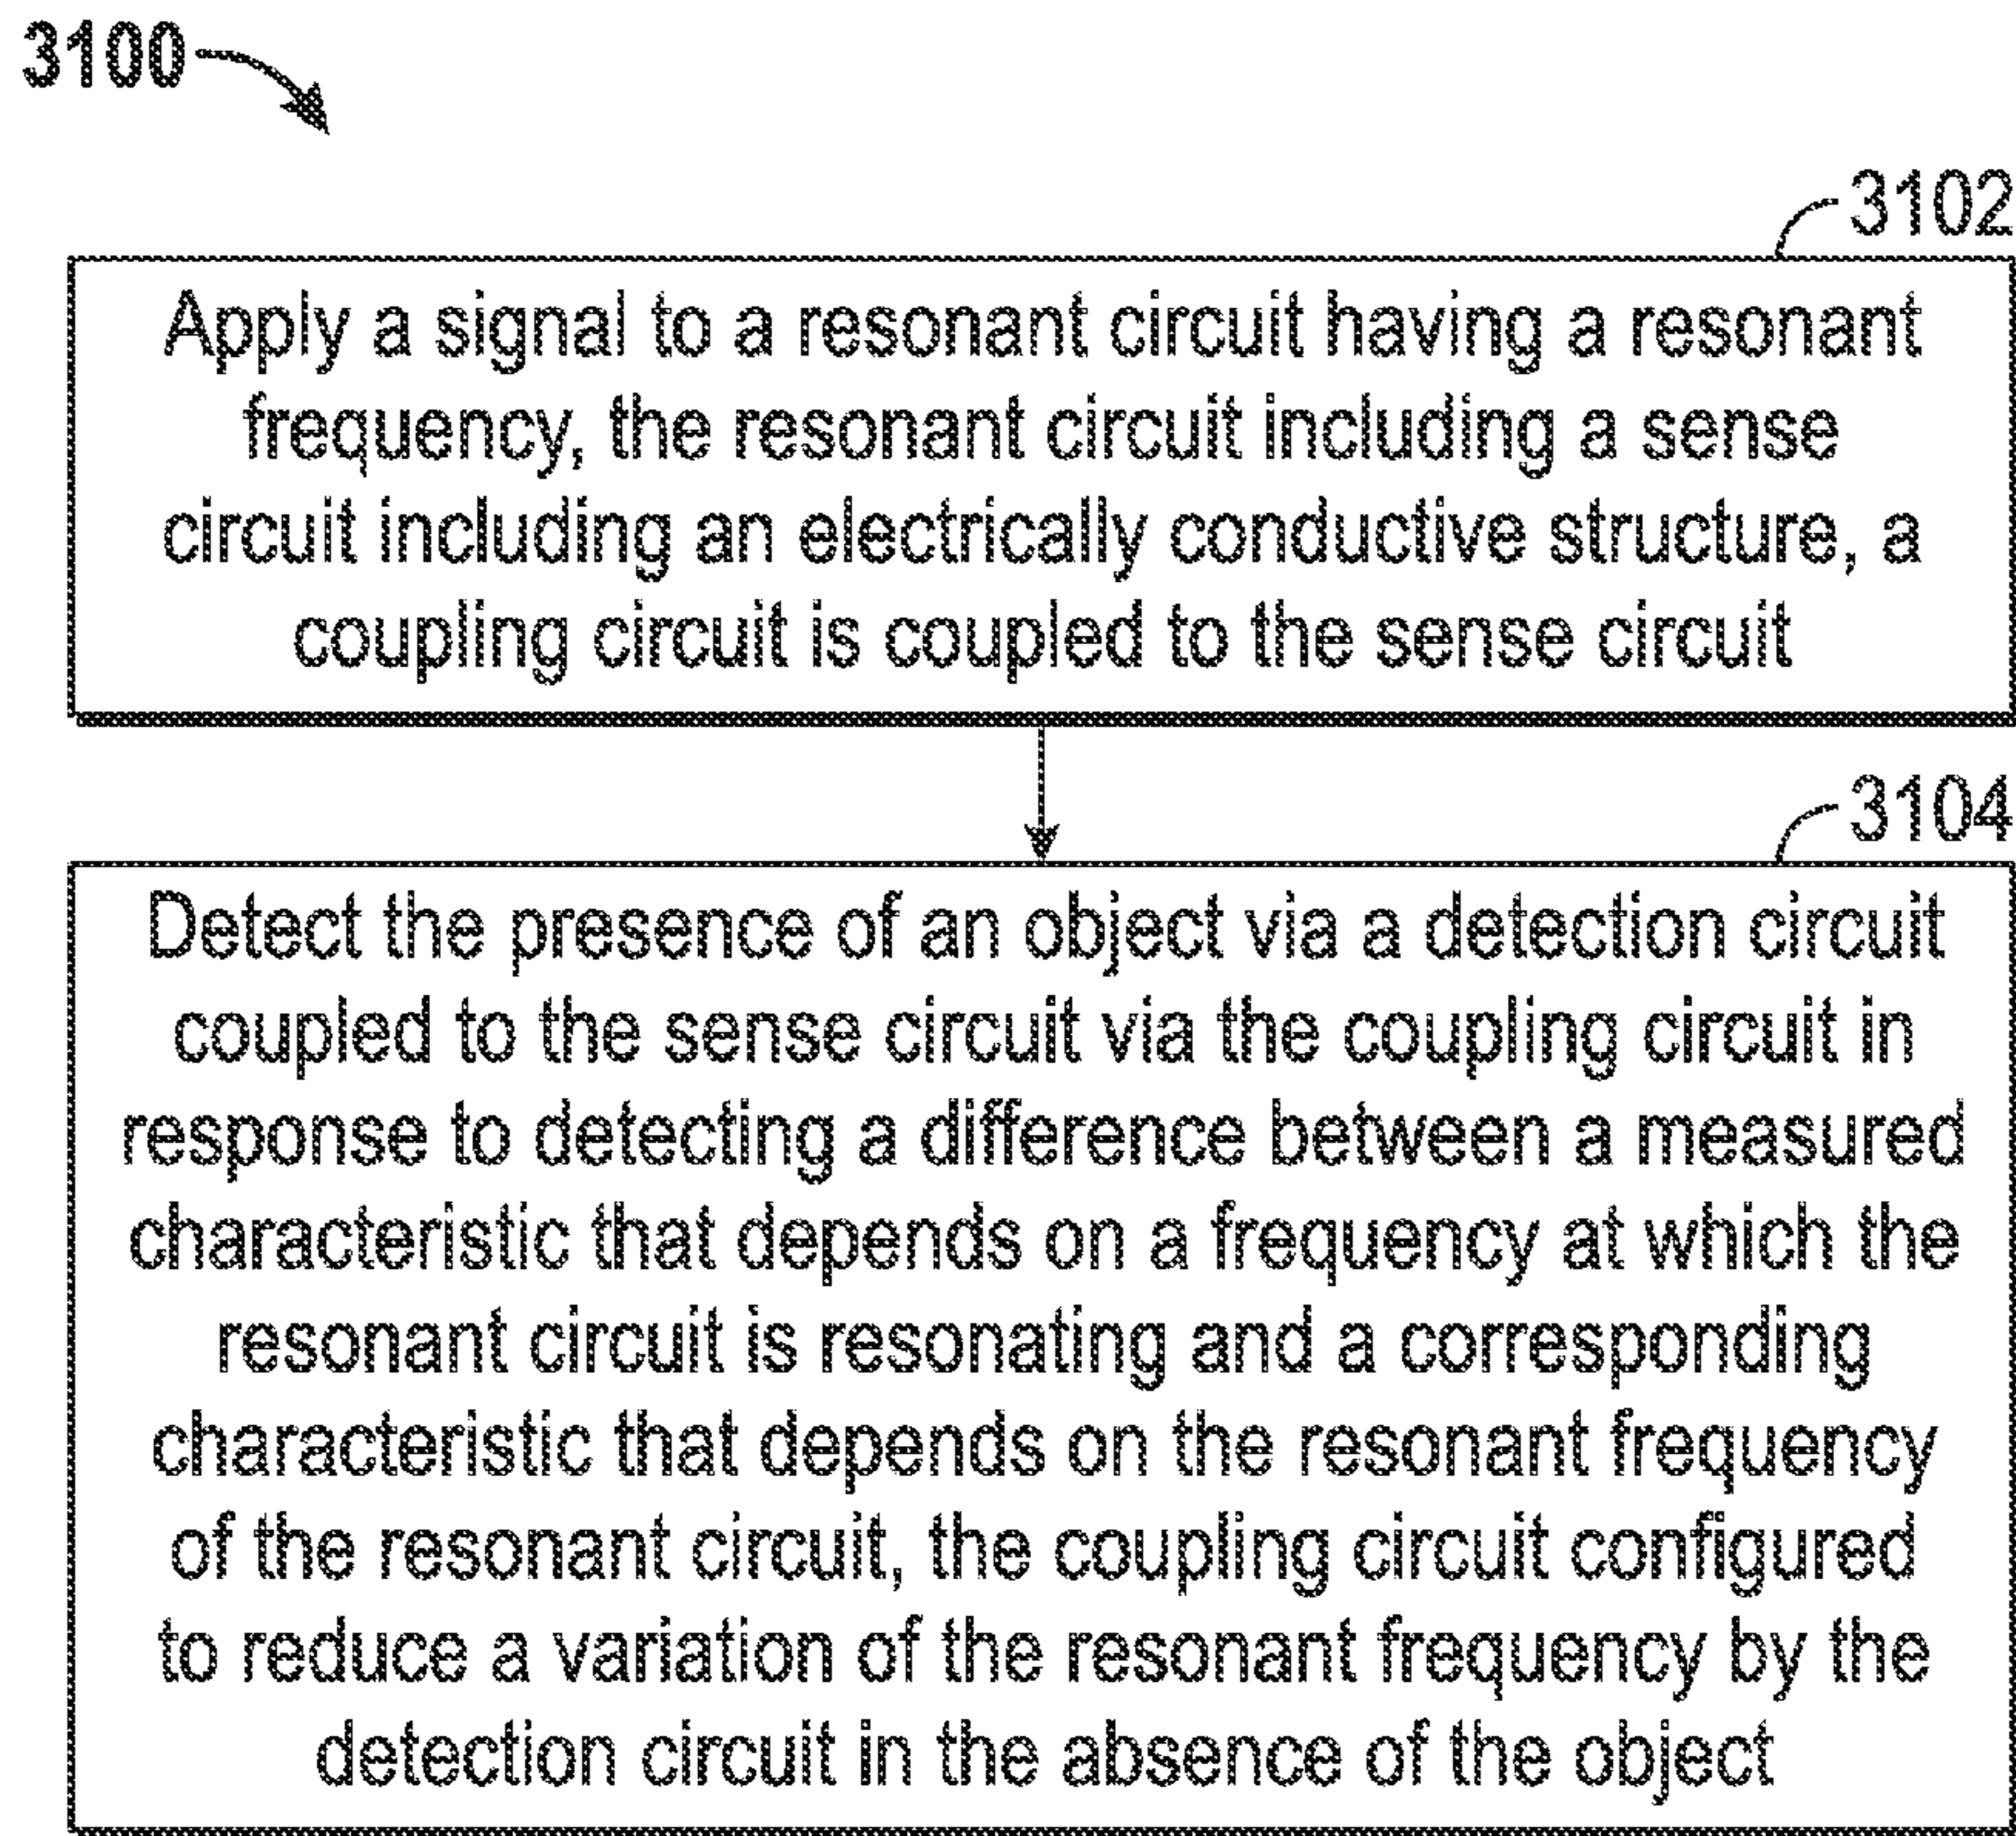 3100
3102
Apply a signal to a resonant circuit having a resonant
frequency, the resonant circuit including a sense
circuit including an electrically conductive structure, a
coupling circuit is coupled to the sense circuit
3104
Detect the presence of an object via a detection circuit
coupled to the sense circuit via the coupling circuit in
response to detecting a difference between a measured
characteristic that depends on a frequency at which the
resonant circuit is resonating and a corresponding
characteristic that depends on the resonant frequency
of the resonant circuit, the coupling circuit configured
to reduce a variation of the resonant frequency by the
detection circuit in the absence of the object